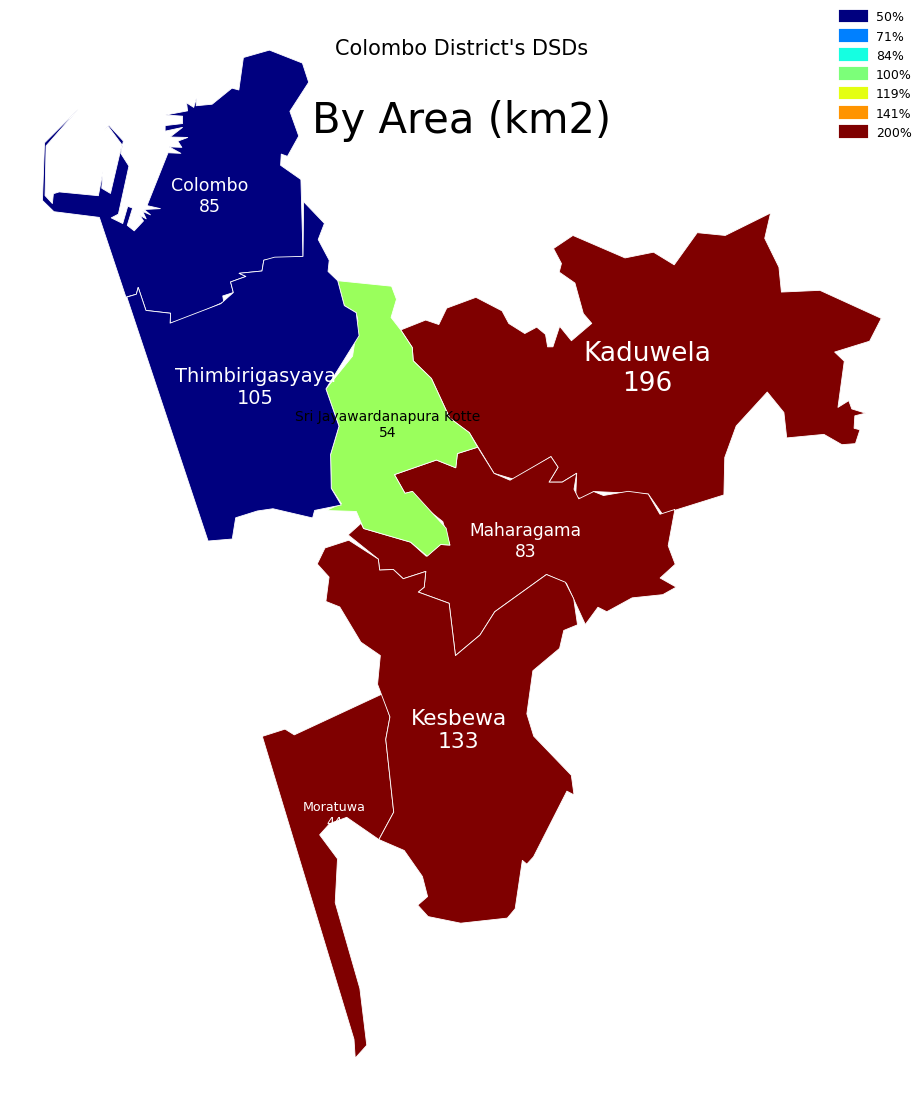 Colombo District's DSDs
By Area (km2)
50%
71%
84%
100%
119%
141%
200%
Colombo
85
Thimbirigasyaya
105
Sri Jayawardanapura Kotte
54
Kaduwela
196
Maharagama
83
Kesbewa
133
Moratuwa